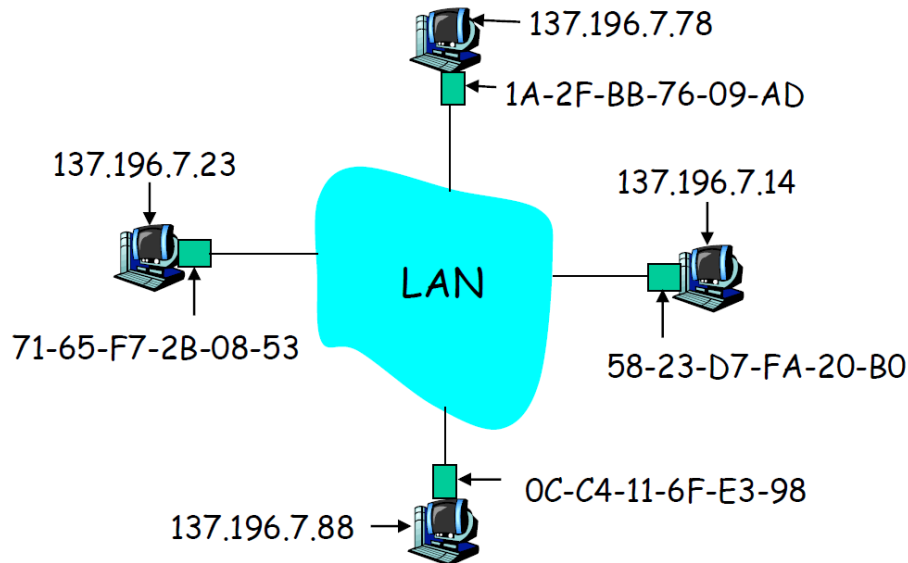 137.196.7.78
1A-2F-BB-76-09-AD
137.196.7.23
137.196.7.14
LAN
71-65-F7-2B-08-53
58-23-D7-FA-20-B0
0C-C4-11-6F-E3-98
137.196.7.88